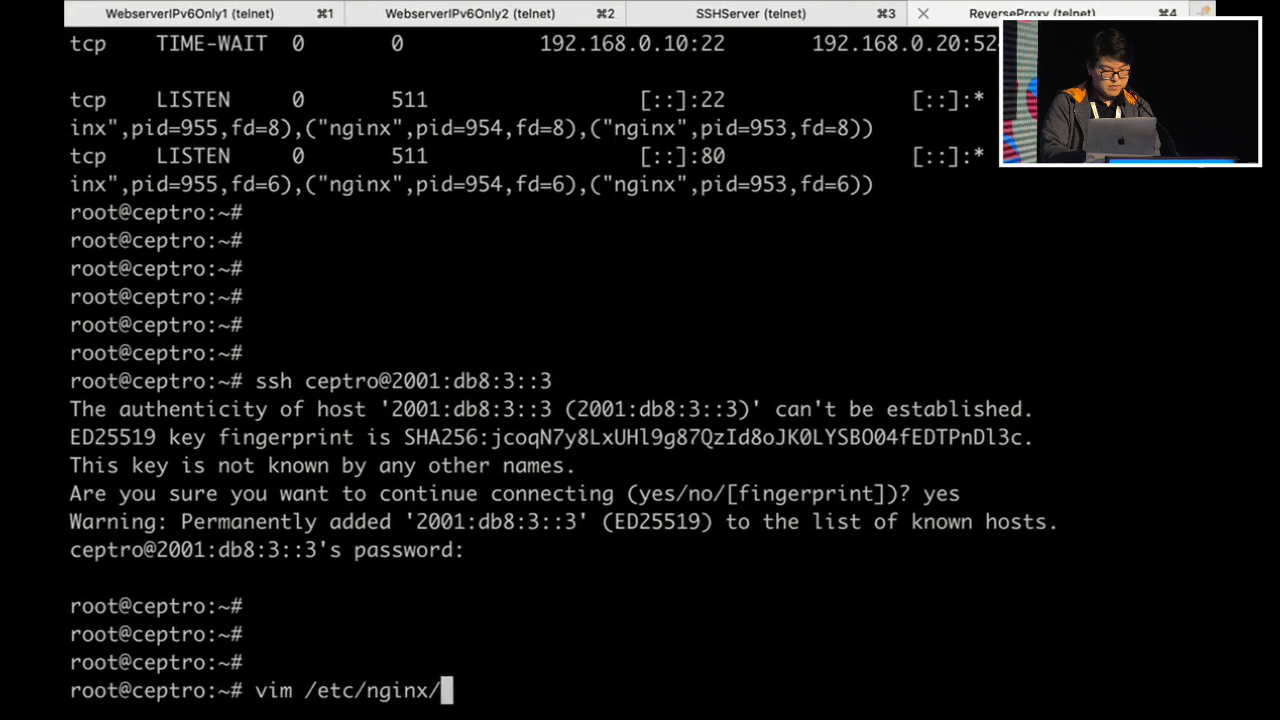 WebserverIPv6Only1 (telnet) ⌘1 WebserverIPv6Only2 (telnet) ⌘2 SSHServer (telnet) ⌘3 ReverseProxy (telnet) ⌘4
tcp TIME-WAIT 0 0 192.168.0.10:22 192.168.0.20:52
tcp LISTEN 0 511 [::]:22 [::]:*
inx",pid=955,fd=8),("nginx",pid=954,fd=8),("nginx",pid=953,fd=8))
tcp LISTEN 0 511 [::]:80 [::]:*
inx",pid=955,fd=6),("nginx",pid=954,fd=6),("nginx",pid=953,fd=6))
root@ceptro:~#
root@ceptro:~#
root@ceptro:~#
root@ceptro:~#
root@ceptro:~#
root@ceptro:~#
root@ceptro:~# ssh ceptro@2001:db8:3::3
The authenticity of host '2001:db8:3::3 (2001:db8:3::3)' can't be established.
ED25519 key fingerprint is SHA256:jcoqN7y8LxUHl9g87QzId8oJK0LYSBO04fEDTPnDl3c.
This key is not known by any other names.
Are you sure you want to continue connecting (yes/no/[fingerprint])? yes
Warning: Permanently added '2001:db8:3::3' (ED25519) to the list of known hosts.
ceptro@2001:db8:3::3's password:
root@ceptro:~#
root@ceptro:~#
root@ceptro:~#
root@ceptro:~# vim /etc/nginx/